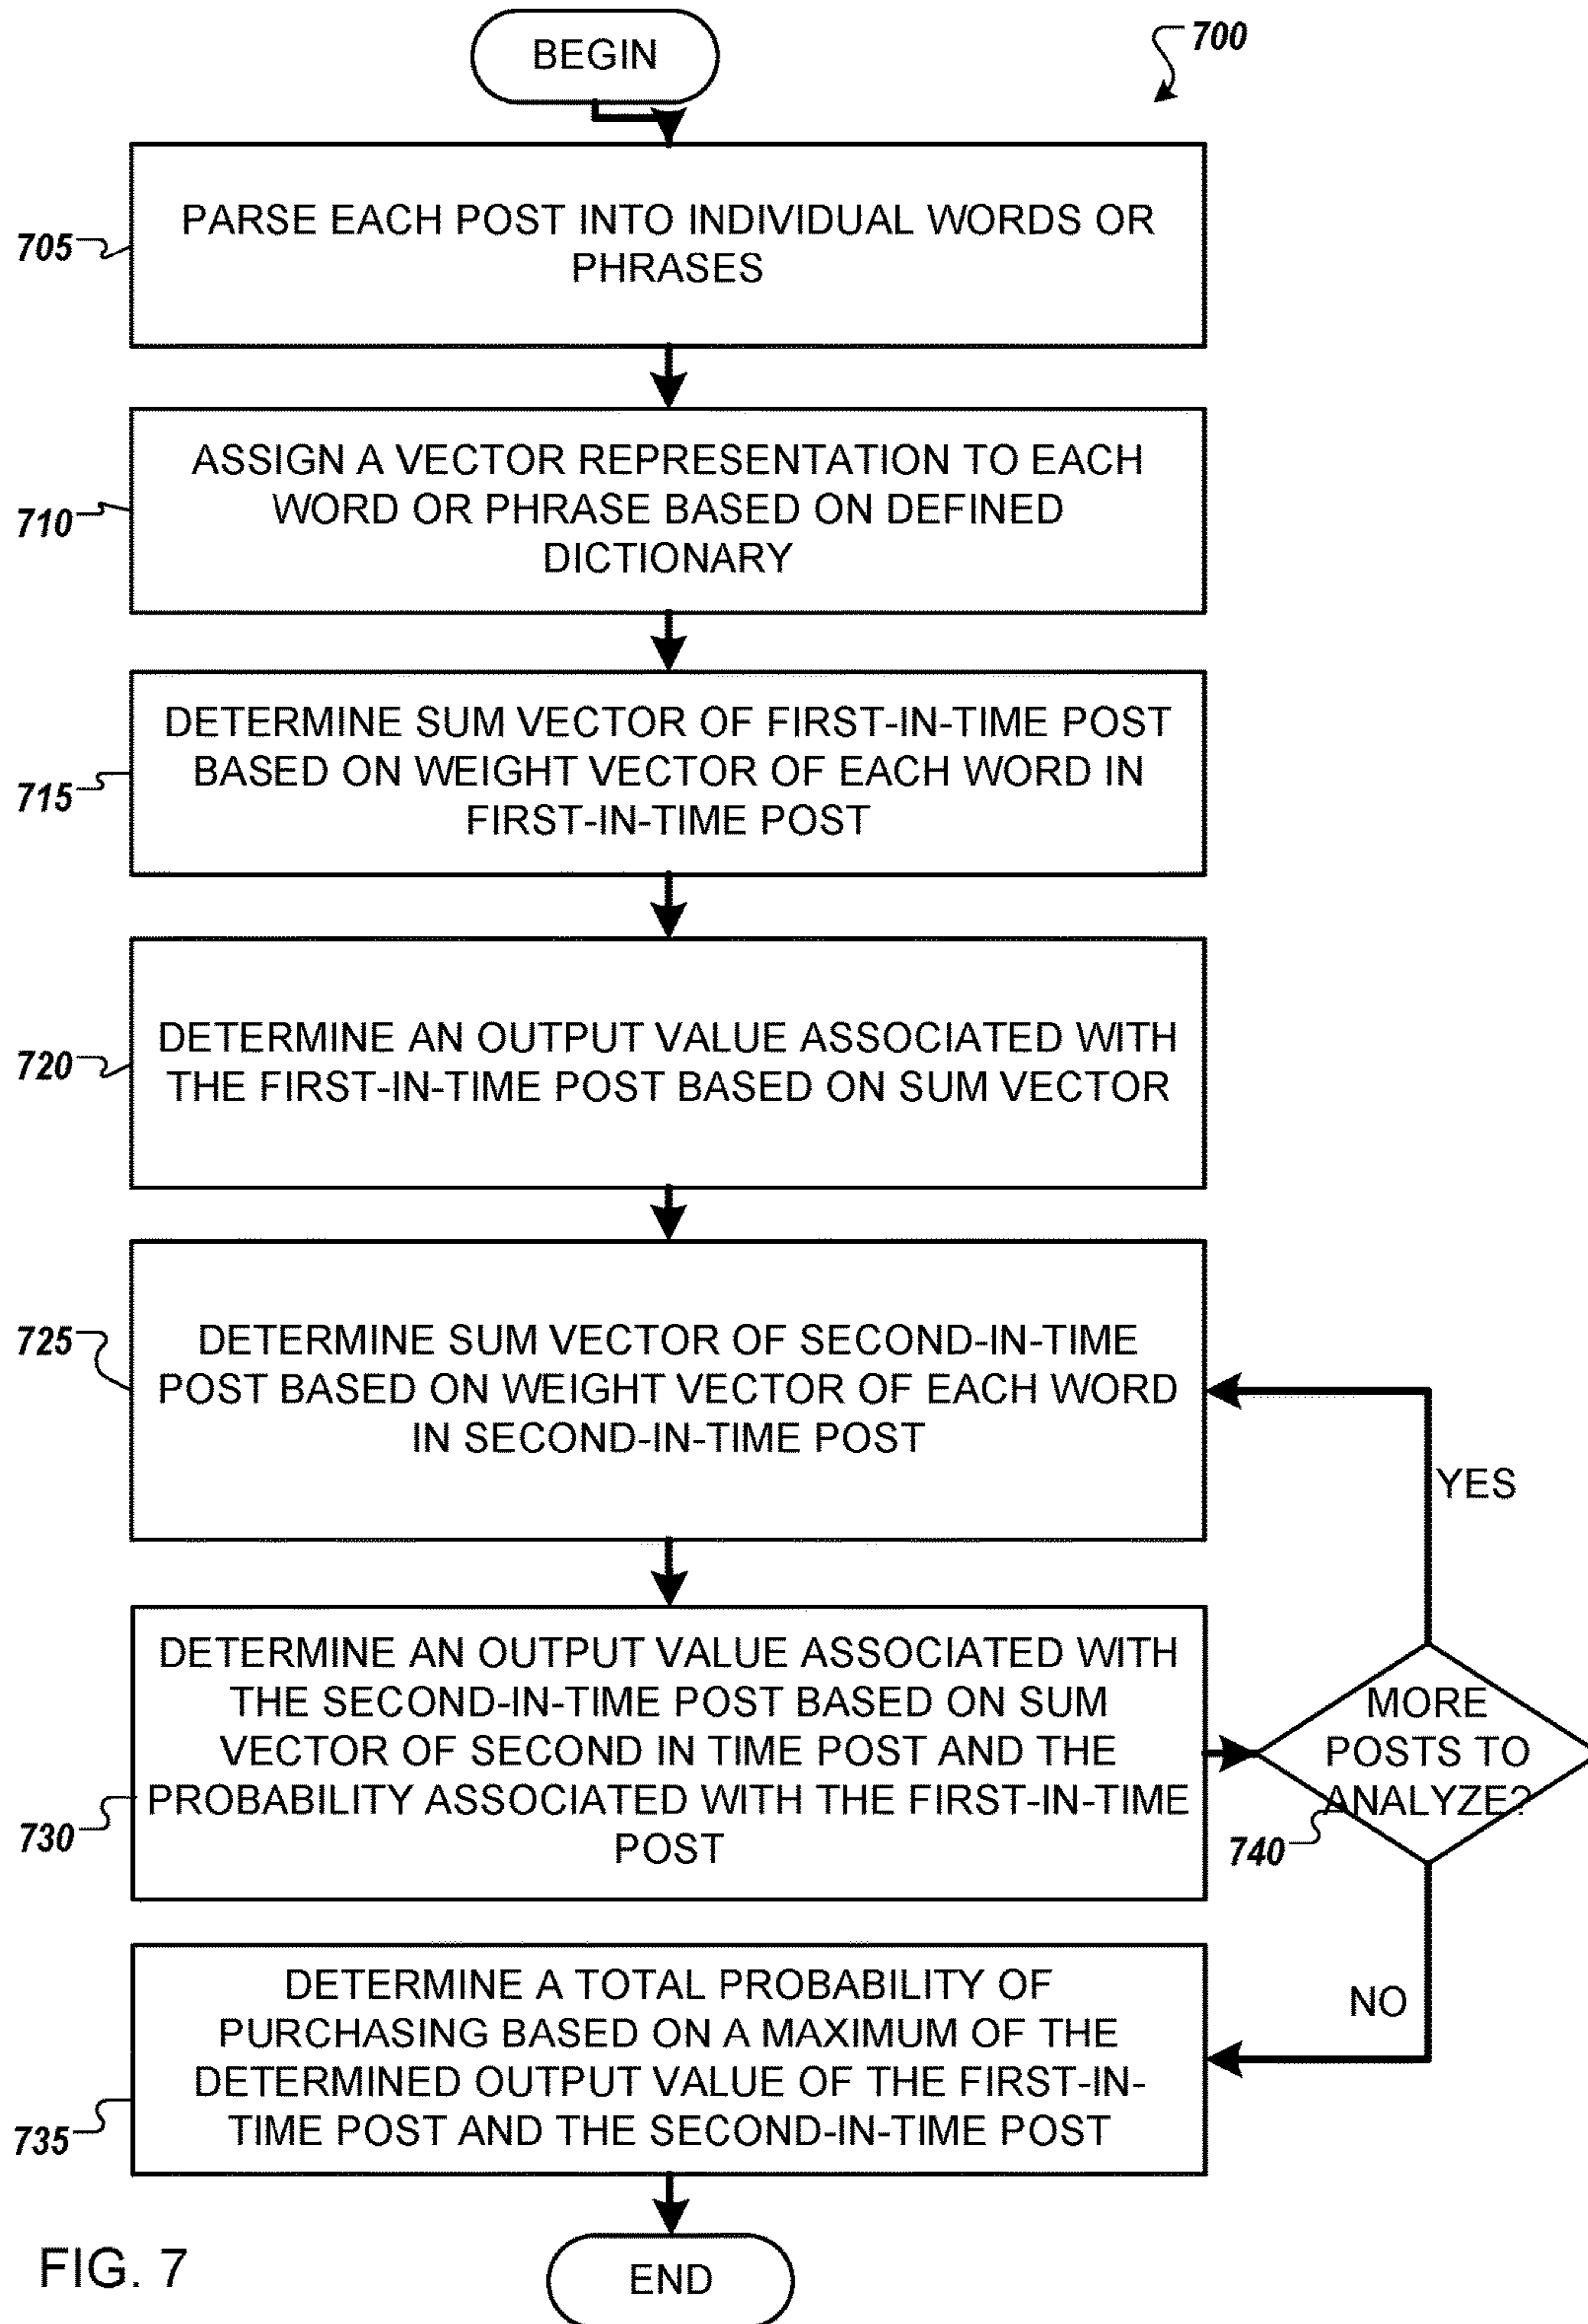 BEGIN
700
705
PARSE EACH POST INTO INDIVIDUAL WORDS OR
PHRASES
710
ASSIGN A VECTOR REPRESENTATION TO EACH
WORD OR PHRASE BASED ON DEFINED
DICTIONARY
715
DETERMINE SUM VECTOR OF FIRST-IN-TIME POST
BASED ON WEIGHT VECTOR OF EACH WORD IN
FIRST-IN-TIME POST
720
DETERMINE AN OUTPUT VALUE ASSOCIATED WITH
THE FIRST-IN-TIME POST BASED ON SUM VECTOR
725
DETERMINE SUM VECTOR OF SECOND-IN-TIME
POST BASED ON WEIGHT VECTOR OF EACH WORD
IN SECOND-IN-TIME POST
YES
730
DETERMINE AN OUTPUT VALUE ASSOCIATED WITH
THE SECOND-IN-TIME POST BASED ON SUM
VECTOR OF SECOND IN TIME POST AND THE
PROBABILITY ASSOCIATED WITH THE FIRST-IN-TIME
POST
MORE
POSTS TO
ANALYZE?
740
NO
735
DETERMINE A TOTAL PROBABILITY OF
PURCHASING BASED ON A MAXIMUM OF THE
DETERMINED OUTPUT VALUE OF THE FIRST-IN-
TIME POST AND THE SECOND-IN-TIME POST
END
FIG. 7